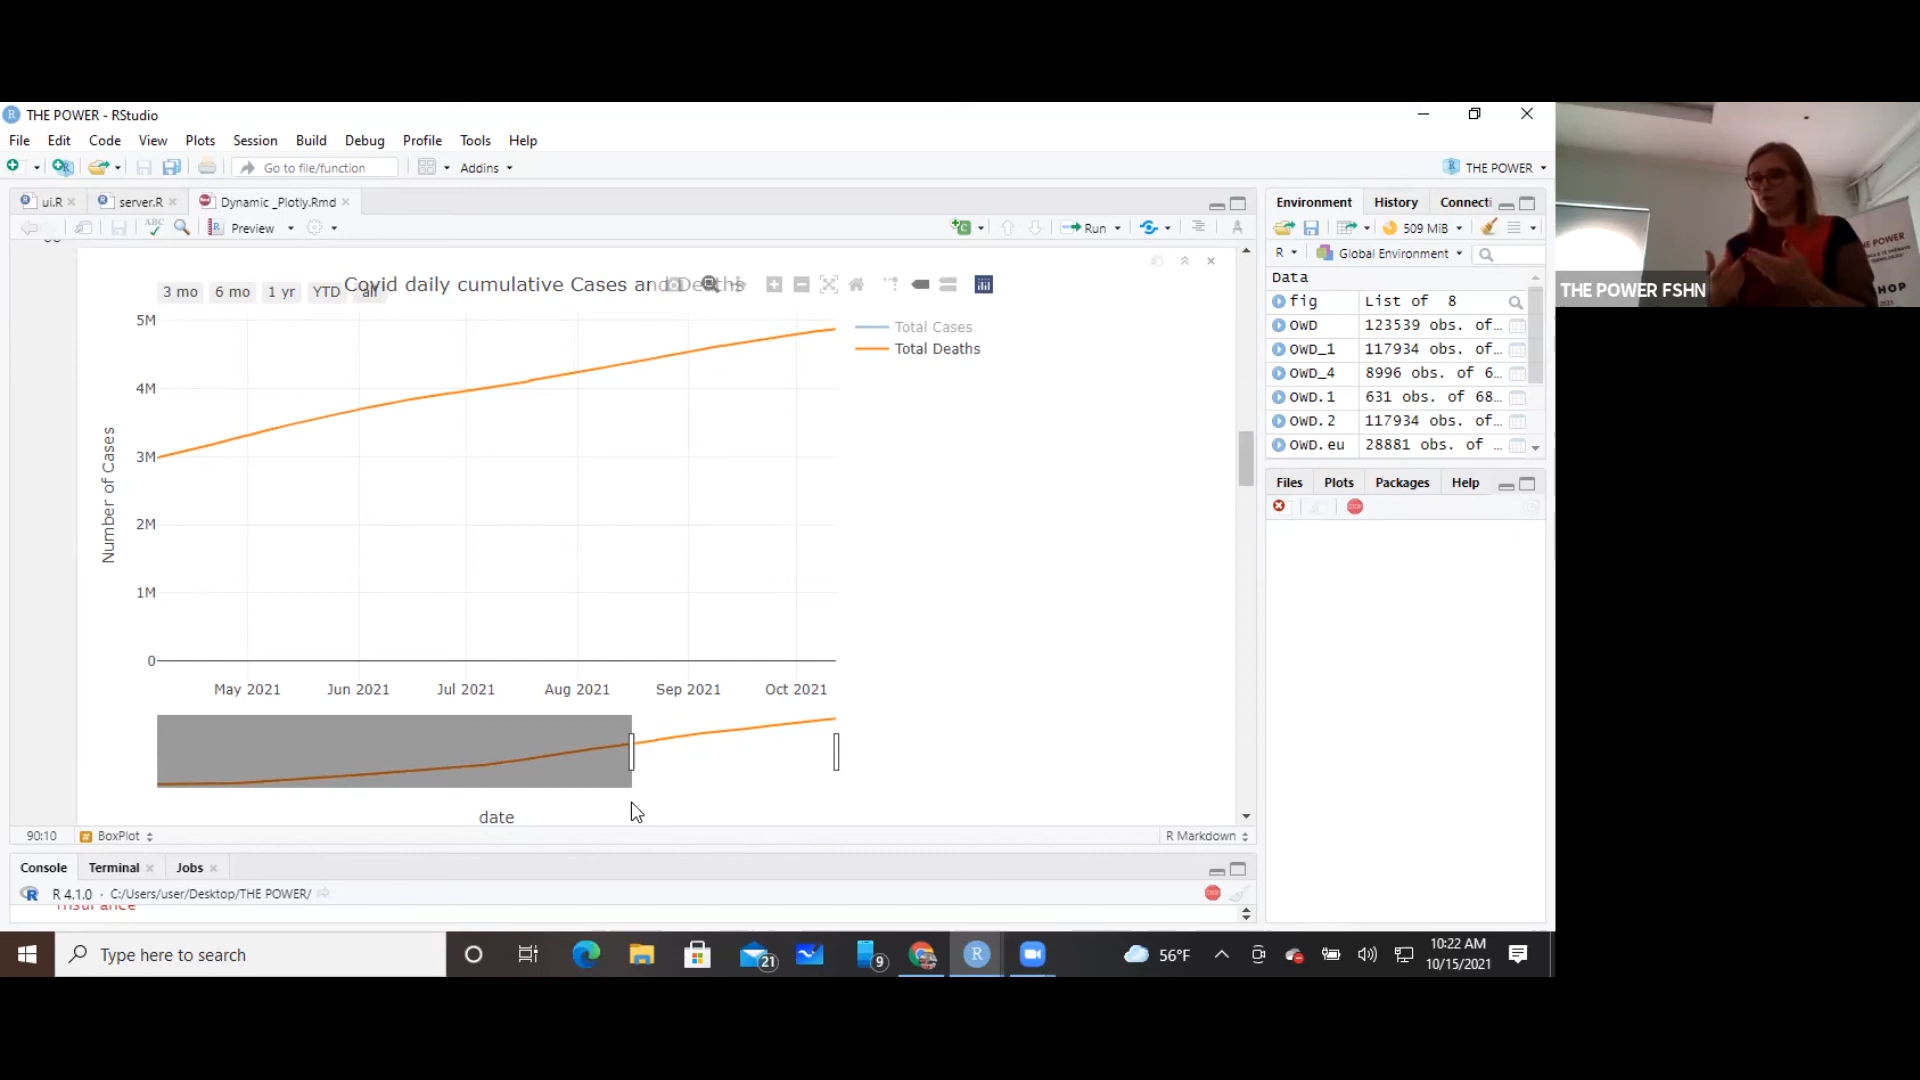 THE POWER - RStudio
File Edit Code View Plots Session Build Debug Profile Tools Help
Go to file/function Addins THE POWER
ui.R server.R Dynamic _Plotly.Rmd
Preview Run
Covid daily cumulative Cases and Deaths
3 mo 6 mo 1 yr YTD all
Total Cases
Total Deaths
5M
4M
3M
2M
1M
0
Number of Cases
May 2021 Jun 2021 Jul 2021 Aug 2021 Sep 2021 Oct 2021
date
90:10 BoxPlot R Markdown
Console Terminal Jobs
R 4.1.0 · C:/Users/user/Desktop/THE POWER/
insurance
Environment History Connecti
509 MiB
R Global Environment
Data
fig List of 8
OWD 123539 obs. of…
OWD_1 117934 obs. of…
OWD_4 8996 obs. of 6…
OWD.1 631 obs. of 68…
OWD.2 117934 obs. of…
OWD.eu 28881 obs. of …
Files Plots Packages Help
THE POWER FSHN
Type here to search
21
9
56°F
10:22 AM
10/15/2021